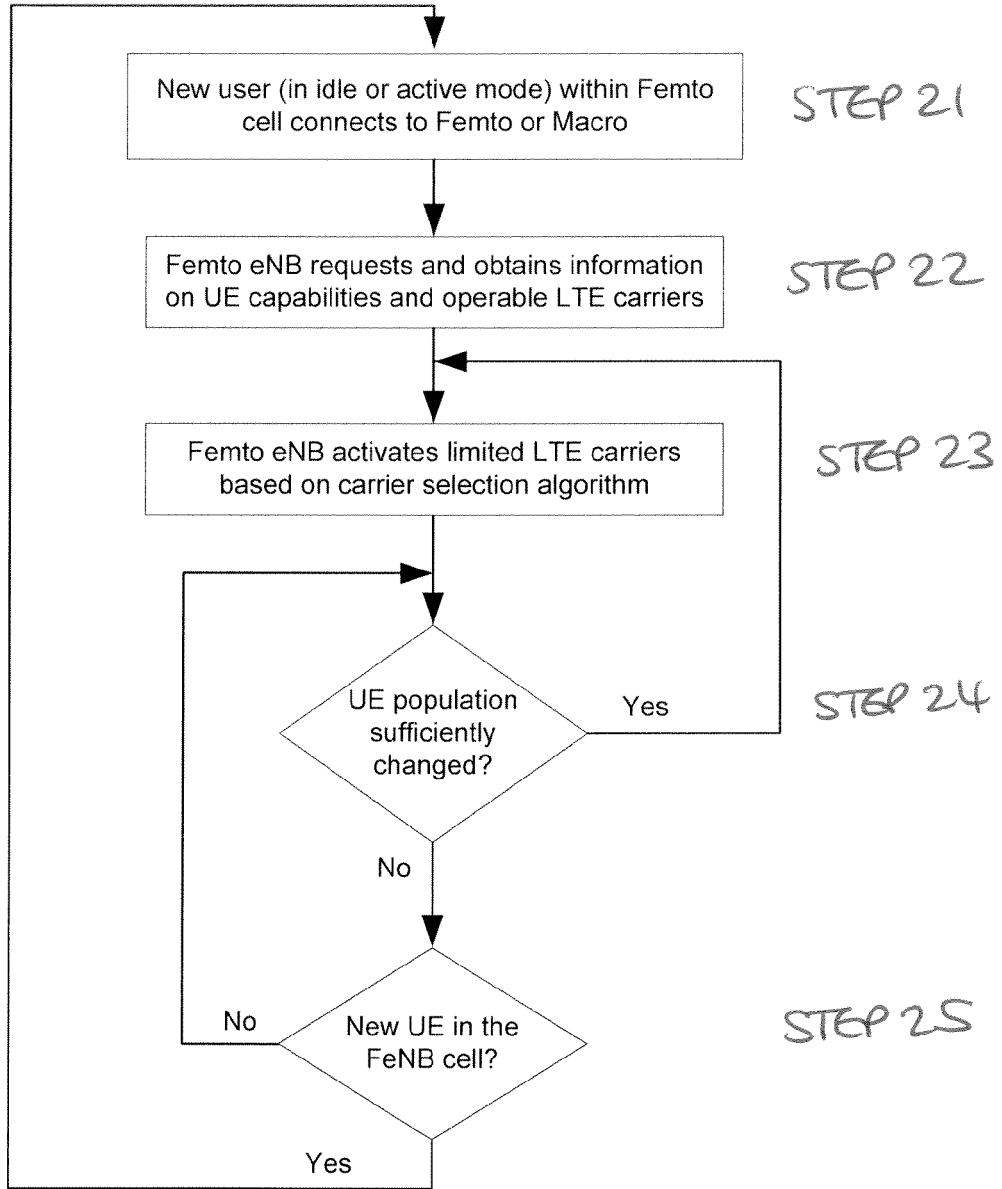 New user (in idle or active mode) within Femto
cell connects to Femto or Macro
STEP 21
Femto eNB requests and obtains information
on UE capabilities and operable LTE carriers
STEP 22
Femto eNB activates limited LTE carriers
based on carrier selection algorithm
STEP 23
UE population
sufficiently
changed?
Yes
STEP 24
No
New UE in the
FeNB cell?
No
STEP 25
Yes